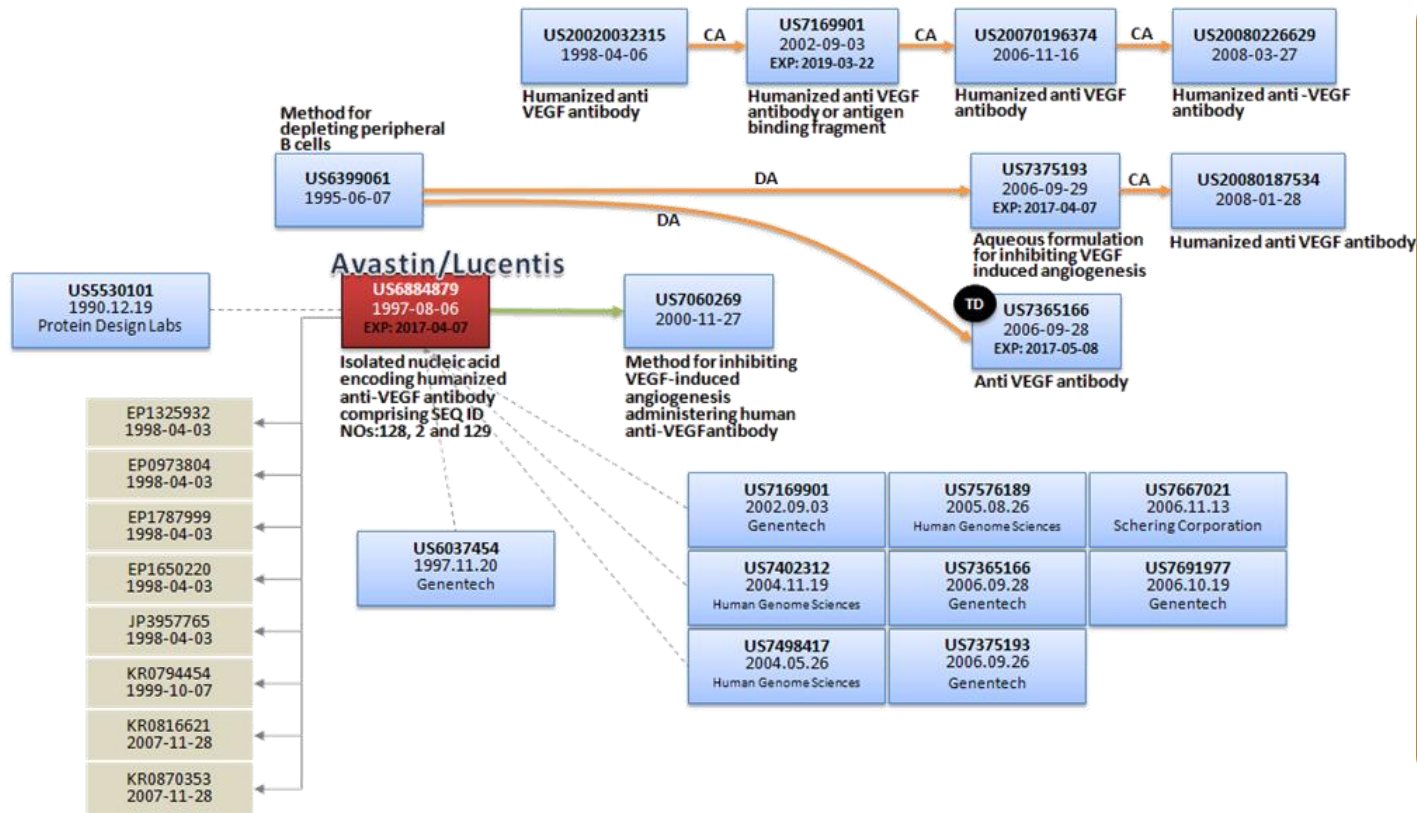 US20020032315
1998-04-06
CA
US7169901
2002-09-03
EXP: 2019-03-22
CA
US20070196374
2006-11-16
CA
US20080226629
2008-03-27
Humanized anti
VEGF antibody
Humanized anti VEGF
antibody or antigen
binding fragment
Humanized anti VEGF
antibody
Humanized anti -VEGF
antibody
Method for
depleting peripheral
B cells
US6399061
1995-06-07
DA
DA
US7375193
2006-09-29
EXP: 2017-04-07
CA
US20080187534
2008-01-28
Aqueous formulation
for inhibiting VEGF
induced angiogenesis
Humanized anti VEGF antibody
Avastin/Lucentis
US5530101
1990.12.19
Protein Design Labs
US6884879
1997-08-06
EXP: 2017-04-07
US7060269
2000-11-27
TD
US7365166
2006-09-28
EXP: 2017-05-08
Isolated nucleic acid
encoding humanized
anti-VEGF antibody
comprising SEQ ID
NOs:128, 2 and 129
Method for inhibiting
VEGF-induced
angiogenesis
administering human
anti-VEGFantibody
Anti VEGF antibody
EP1325932
1998-04-03
EP0973804
1998-04-03
EP1787999
1998-04-03
EP1650220
1998-04-03
JP3957765
1998-04-03
KR0794454
1999-10-07
KR0816621
2007-11-28
KR0870353
2007-11-28
US6037454
1997.11.20
Genentech
US7169901
2002.09.03
Genentech
US7576189
2005.08.26
Human Genome Sciences
US7667021
2006.11.13
Schering Corporation
US7402312
2004.11.19
Human Genome Sciences
US7365166
2006.09.28
Genentech
US7691977
2006.10.19
Genentech
US7498417
2004.05.26
Human Genome Sciences
US7375193
2006.09.26
Genentech